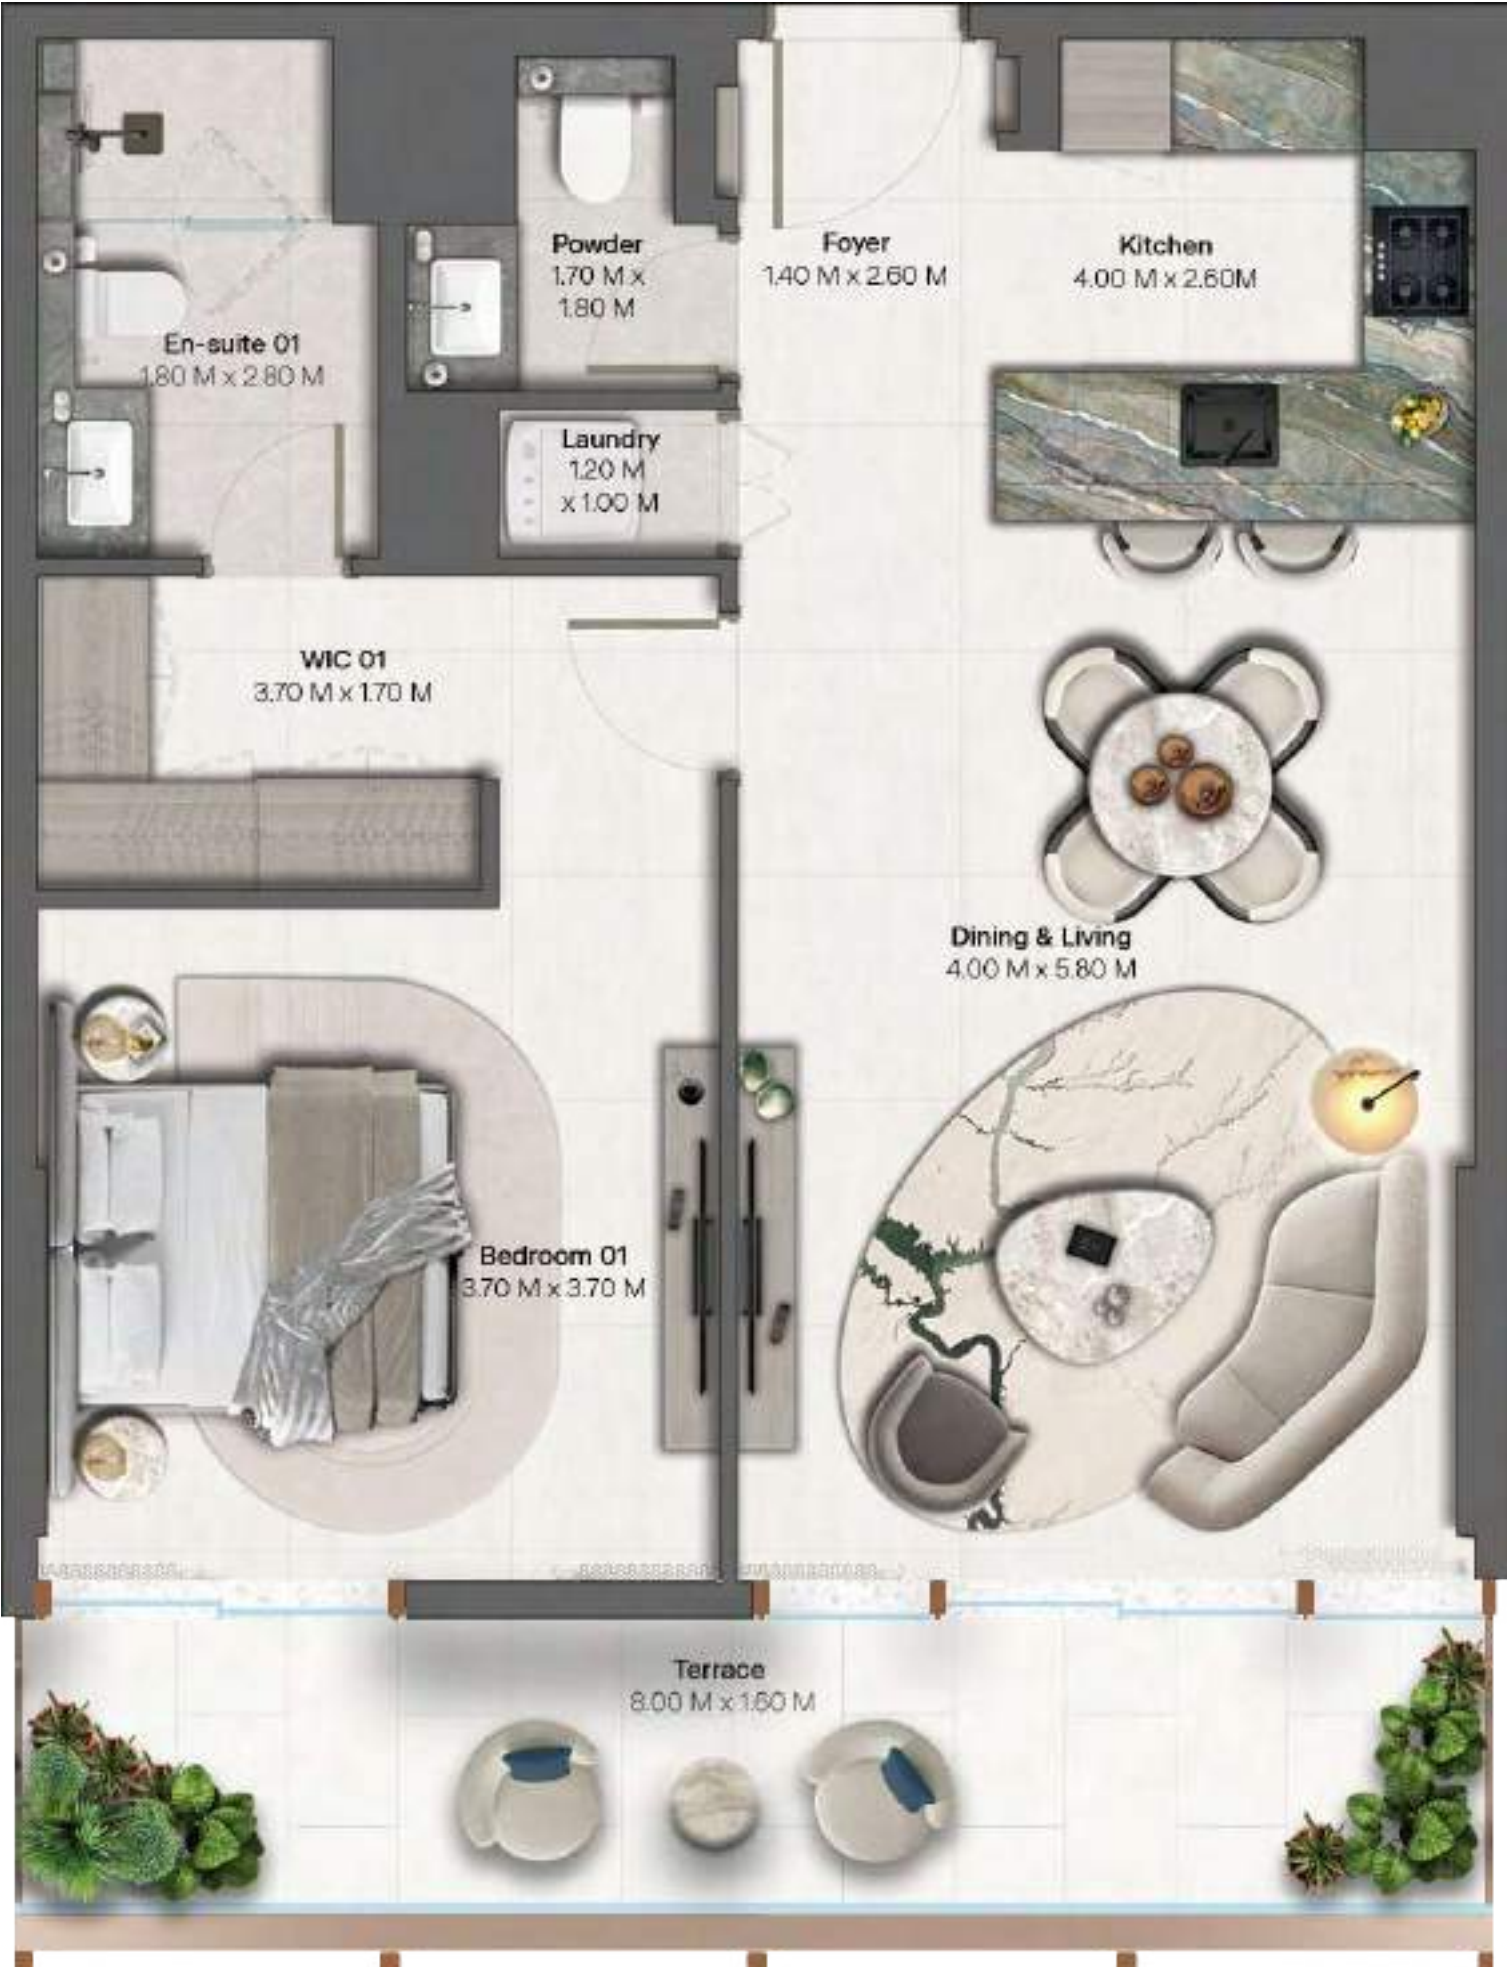 Powder
1.70 M x
1.80 M
Foyer
1.40 M x 2.60 M
Kitchen
4.00 M x 2.60M
En-suite 01
1.80 M x 2.80 M
Laundry
1.20 M
x 1.00 M
WIC 01
3.70 M x 1.70 M
Dining & Living
4.00 M x 5.80 M
Bedroom 01
3.70 M x 3.70 M
Terrace
8.00 M x 1.60 M